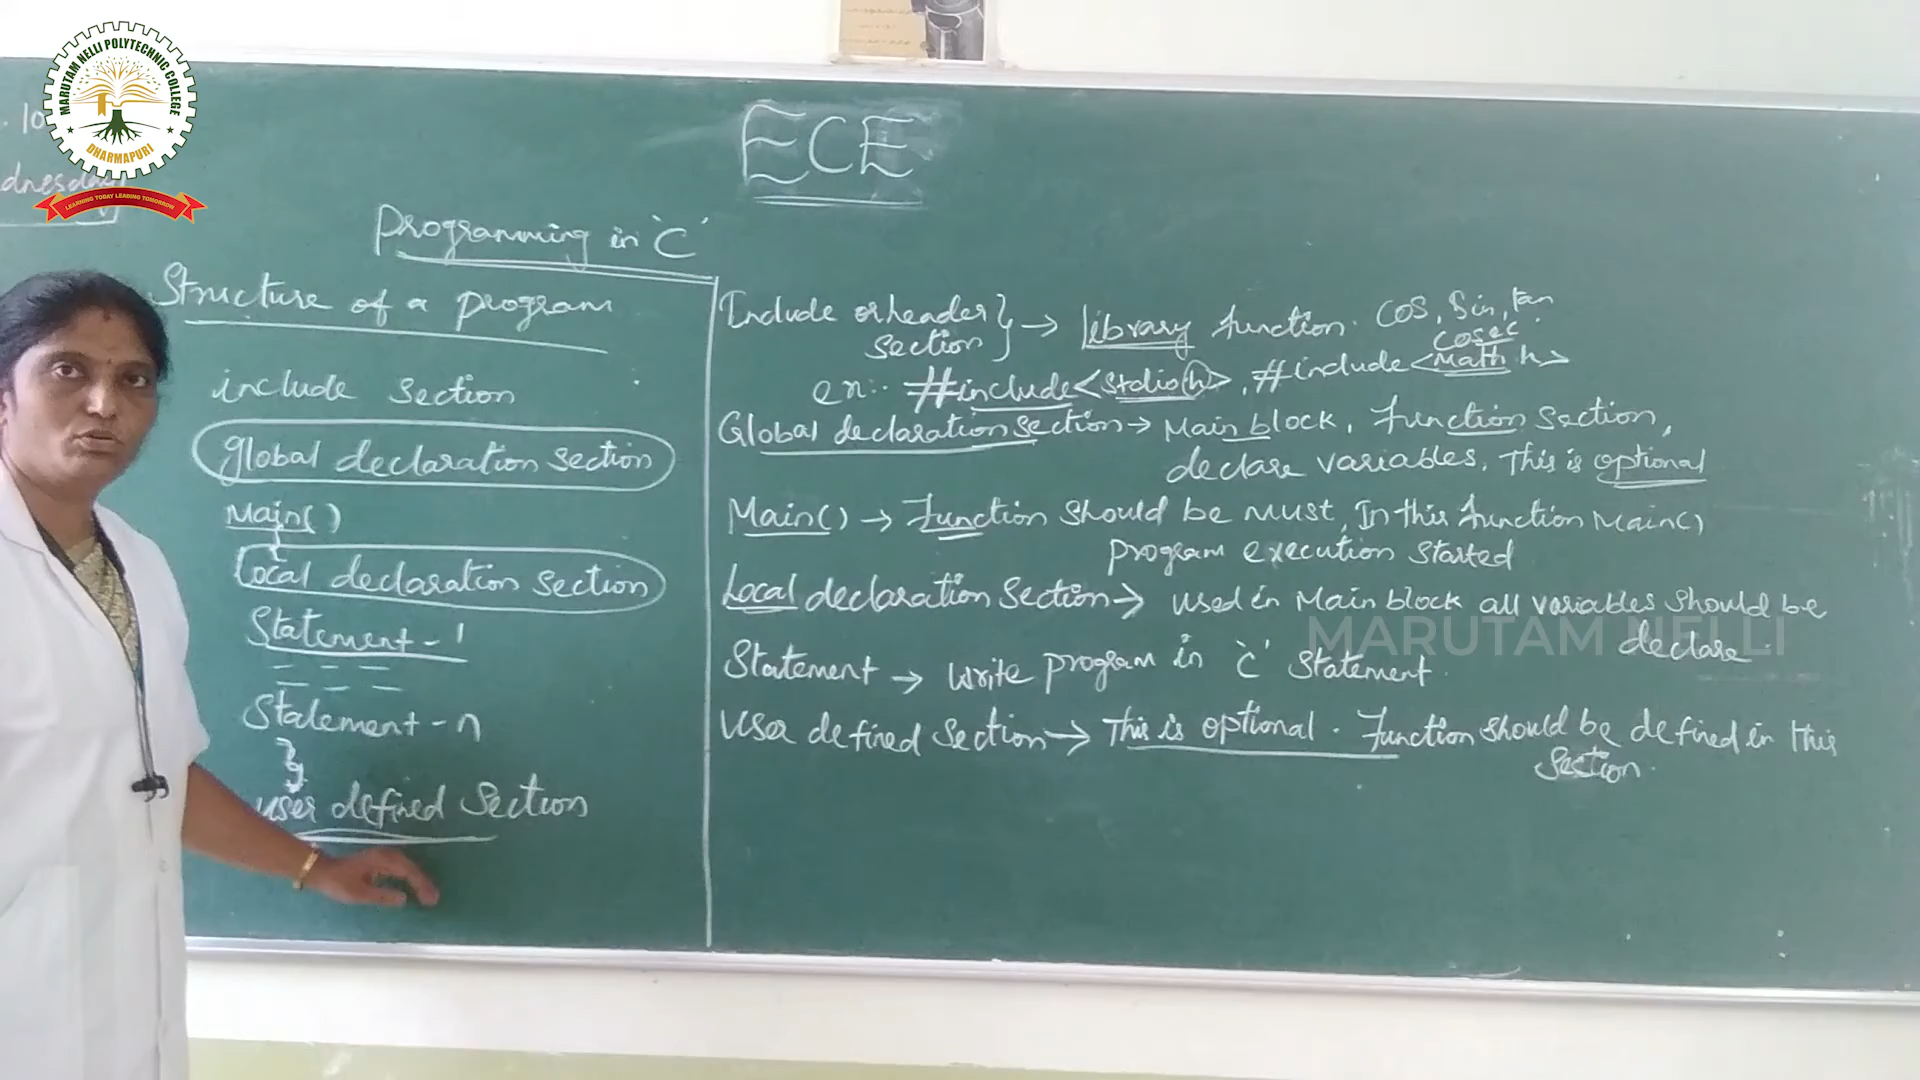 MARUTAM NELLI POLYTECHNIC COLLEGE
DHARMAPURI
LEARNING TODAY LEADING TOMORROW
ECE
Programming in 'C'
Structure of a program
include section
global declaration section
Main()
{
Local declaration section
Statement - 1
Statement - n
}
user defined Section
Include or header section } → Library function. cos, Sin, tan
cosec.
ex:- #include<stdio.h>, #include<math.h>
Global declaration section → Main block, Function Section,
declare variables. This is optional
Main() → Function should be must, In this function Main()
program execution started
Local declaration Section → used in Main block all variables should be
declare.
MARUTAM NELLI
Statement → write program in 'c' Statement.
User defined Section → This is optional. Function should be defined in this
Section.